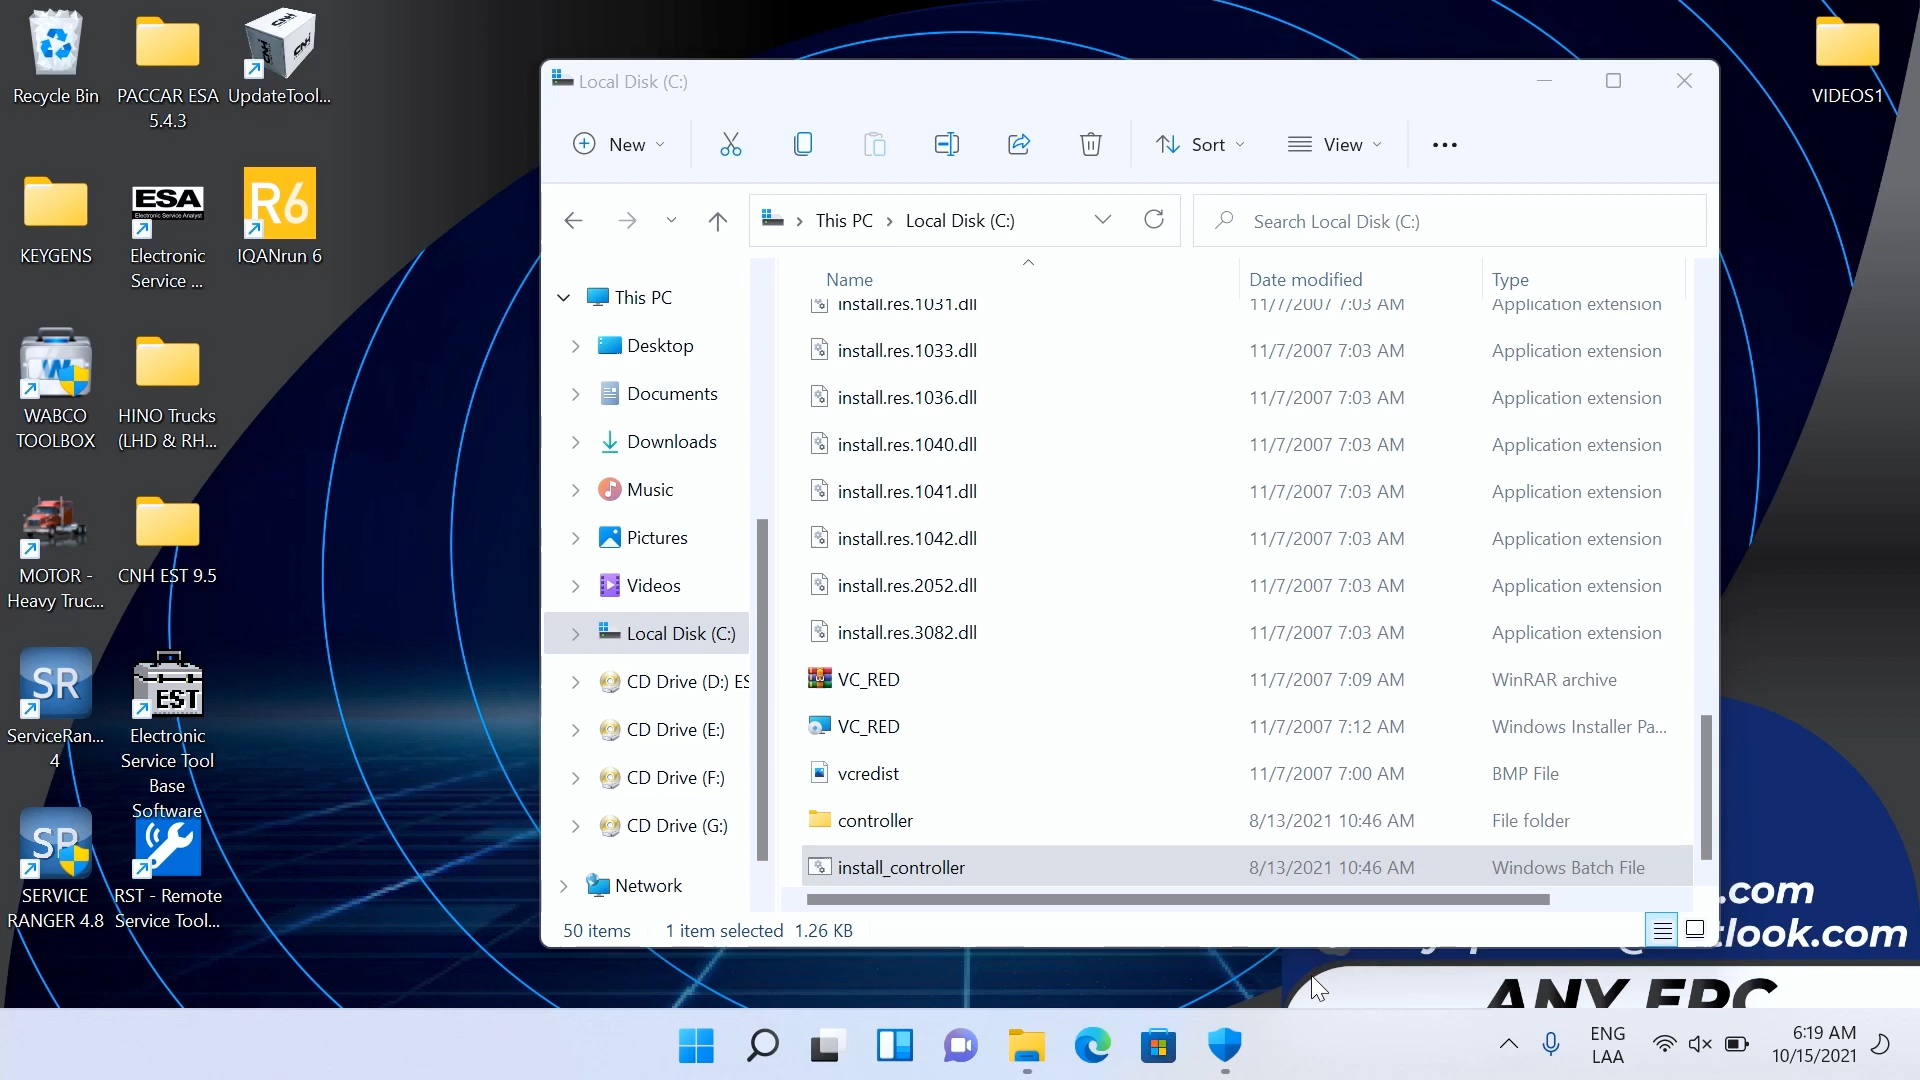 Recycle Bin
PACCAR ESA
5.4.3
UpdateTool...
KEYGENS
ESA
Electronic Service Analyst
Electronic
Service ...
R6
IQANrun 6
WABCO
TOOLBOX
HINO Trucks
(LHD & RH...
MOTOR -
Heavy Truc...
CNH EST 9.5
SR
ServiceRan...
4
EST
Electronic
Service Tool
Base
Software
SERVICE
RANGER 4.8
RST - Remote
Service Tool...
VIDEOS1
Local Disk (C:)
New
Sort
View
This PC
Local Disk (C:)
Search Local Disk (C:)
This PC
Desktop
Documents
Downloads
Music
Pictures
Videos
Local Disk (C:)
CD Drive (D:) ES
CD Drive (E:)
CD Drive (F:)
CD Drive (G:)
Network
Name Date modified Type
install.res.1031.dll 11/7/2007 7:03 AM Application extension
install.res.1033.dll 11/7/2007 7:03 AM Application extension
install.res.1036.dll 11/7/2007 7:03 AM Application extension
install.res.1040.dll 11/7/2007 7:03 AM Application extension
install.res.1041.dll 11/7/2007 7:03 AM Application extension
install.res.1042.dll 11/7/2007 7:03 AM Application extension
install.res.2052.dll 11/7/2007 7:03 AM Application extension
install.res.3082.dll 11/7/2007 7:03 AM Application extension
VC_RED 11/7/2007 7:09 AM WinRAR archive
VC_RED 11/7/2007 7:12 AM Windows Installer Pa...
vcredist 11/7/2007 7:00 AM BMP File
controller 8/13/2021 10:46 AM File folder
install_controller 8/13/2021 10:46 AM Windows Batch File
50 items 1 item selected 1.26 KB
.com
tlook.com
ANY EPC
ENG
LAA
6:19 AM
10/15/2021